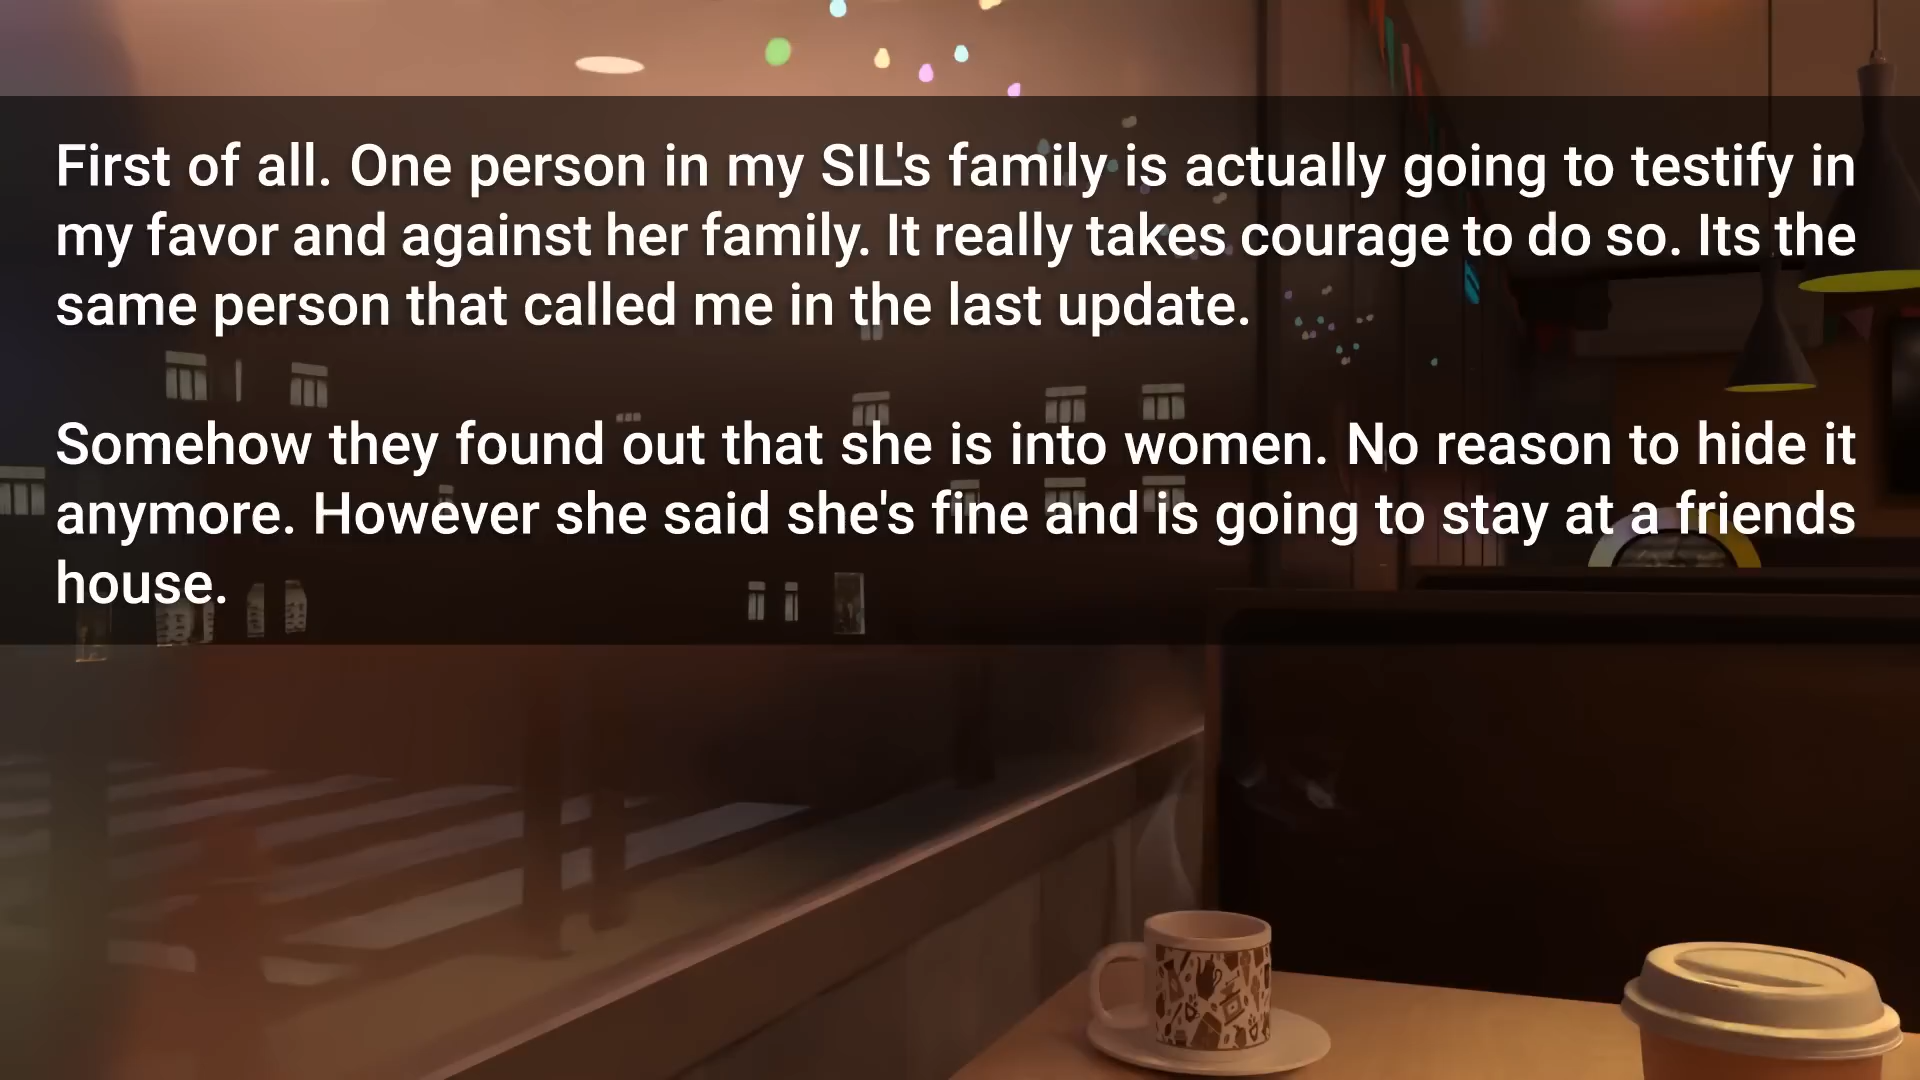 First of all. One person in my SIL's family is actually going to testify in
my favor and against her family. It really takes courage to do so. Its the
same person that called me in the last update.
Somehow they found out that she is into women. No reason to hide it
anymore. However she said she's fine and is going to stay at a friends
house.